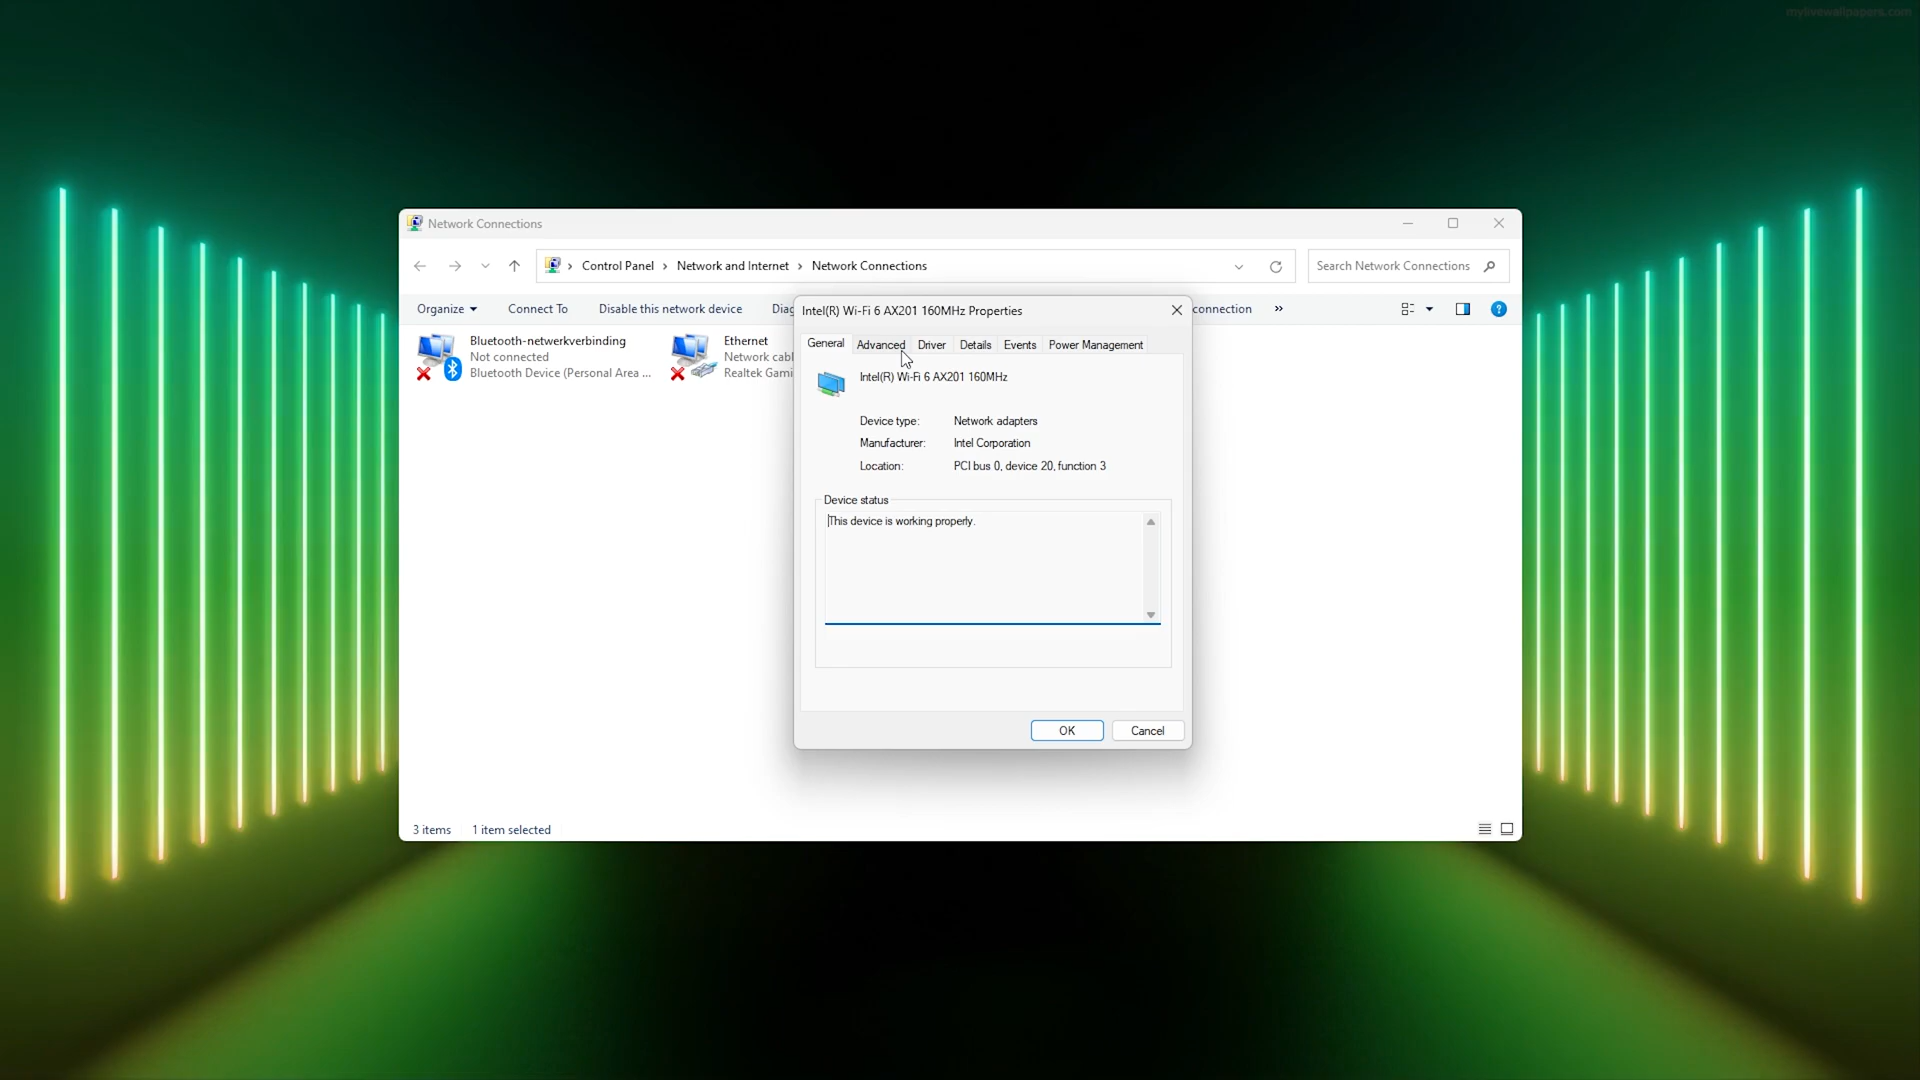 mylivewallpapers.com
Network Connections
Control Panel > Network and Internet > Network Connections
Search Network Connections
Organize
Connect To
Disable this network device
Diag
connection
»
Bluetooth-netwerkverbinding
Not connected
Bluetooth Device (Personal Area ...
Ethernet
Network cabl
Realtek Gami
Intel(R) Wi-Fi 6 AX201 160MHz Properties
General
Advanced
Driver
Details
Events
Power Management
Intel(R) Wi-Fi 6 AX201 160MHz
Device type: Network adapters
Manufacturer: Intel Corporation
Location: PCI bus 0, device 20, function 3
Device status
This device is working properly.
OK
Cancel
3 items
1 item selected